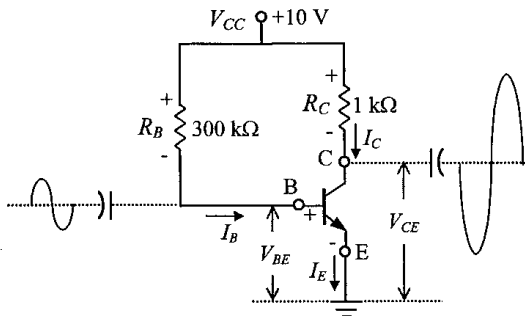 V_CC +10 V
+ +
R_B 300 kΩ R_C 1 kΩ
- -
I_C
C
B
+
I_B V_BE V_CE
- E
I_E